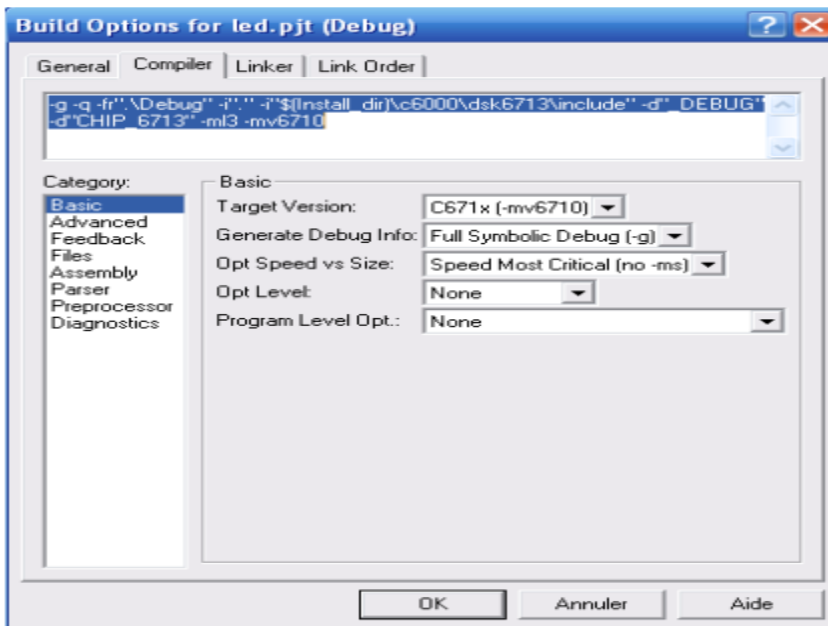 Build Options for led.pjt (Debug)
General Compiler Linker Link Order
-g -q -fr".\Debug" -i"." -i"$(Install_dir)\c6000\dsk6713\include" -d"_DEBUG"
-d"CHIP_6713" -ml3 -mv6710
Category:
Basic
Advanced
Feedback
Files
Assembly
Parser
Preprocessor
Diagnostics
Basic
Target Version: C671x (-mv6710)
Generate Debug Info: Full Symbolic Debug (-g)
Opt Speed vs Size: Speed Most Critical (no -ms)
Opt Level: None
Program Level Opt.: None
OK Annuler Aide